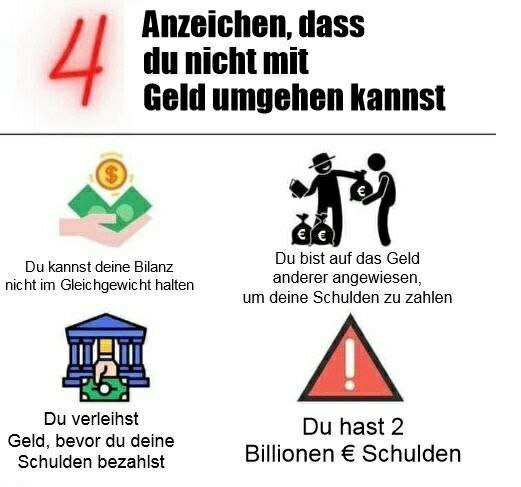 4
Anzeichen, dass
du nicht mit
Geld umgehen kannst
$
Du kannst deine Bilanz
nicht im Gleichgewicht halten
€
€ €
Du bist auf das Geld
anderer angewiesen,
um deine Schulden zu zahlen
Du verleihst
Geld, bevor du deine
Schulden bezahlst
!
Du hast 2
Billionen € Schulden